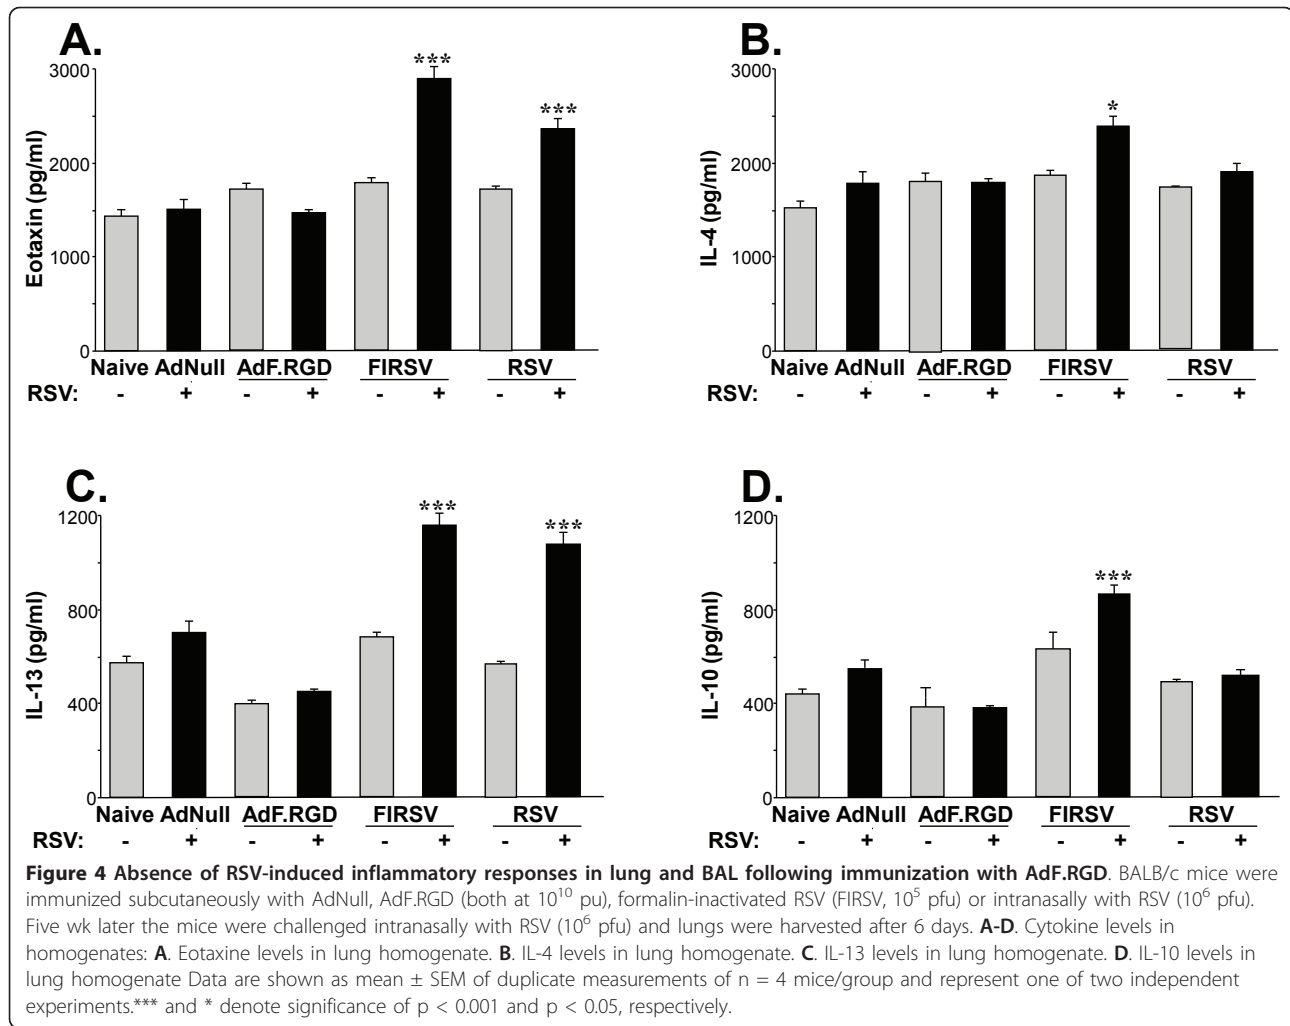 A.
3000
2000
1000
0
Eotaxin (pg/ml)
***
***
Naive AdNull AdF.RGD FIRSV RSV
RSV: - + - + - + - +
B.
3000
2000
1000
0
IL-4 (pg/ml)
*
Naive AdNull AdF.RGD FIRSV RSV
RSV: - + - + - + - +
C.
1200
800
400
0
IL-13 (pg/ml)
***
***
Naive AdNull AdF.RGD FIRSV RSV
RSV: - + - + - + - +
D.
1200
800
400
0
IL-10 (pg/ml)
***
Naive AdNull AdF.RGD FIRSV RSV
RSV: - + - + - + - +
Figure 4 Absence of RSV-induced inflammatory responses in lung and BAL following immunization with AdF.RGD. BALB/c mice were
immunized subcutaneously with AdNull, AdF.RGD (both at 10¹⁰ pu), formalin-inactivated RSV (FIRSV, 10⁵ pfu) or intranasally with RSV (10⁶ pfu).
Five wk later the mice were challenged intranasally with RSV (10⁶ pfu) and lungs were harvested after 6 days. A-D. Cytokine levels in
homogenates: A. Eotaxine levels in lung homogenate. B. IL-4 levels in lung homogenate. C. IL-13 levels in lung homogenate. D. IL-10 levels in
lung homogenate Data are shown as mean ± SEM of duplicate measurements of n = 4 mice/group and represent one of two independent
experiments.*** and * denote significance of p < 0.001 and p < 0.05, respectively.